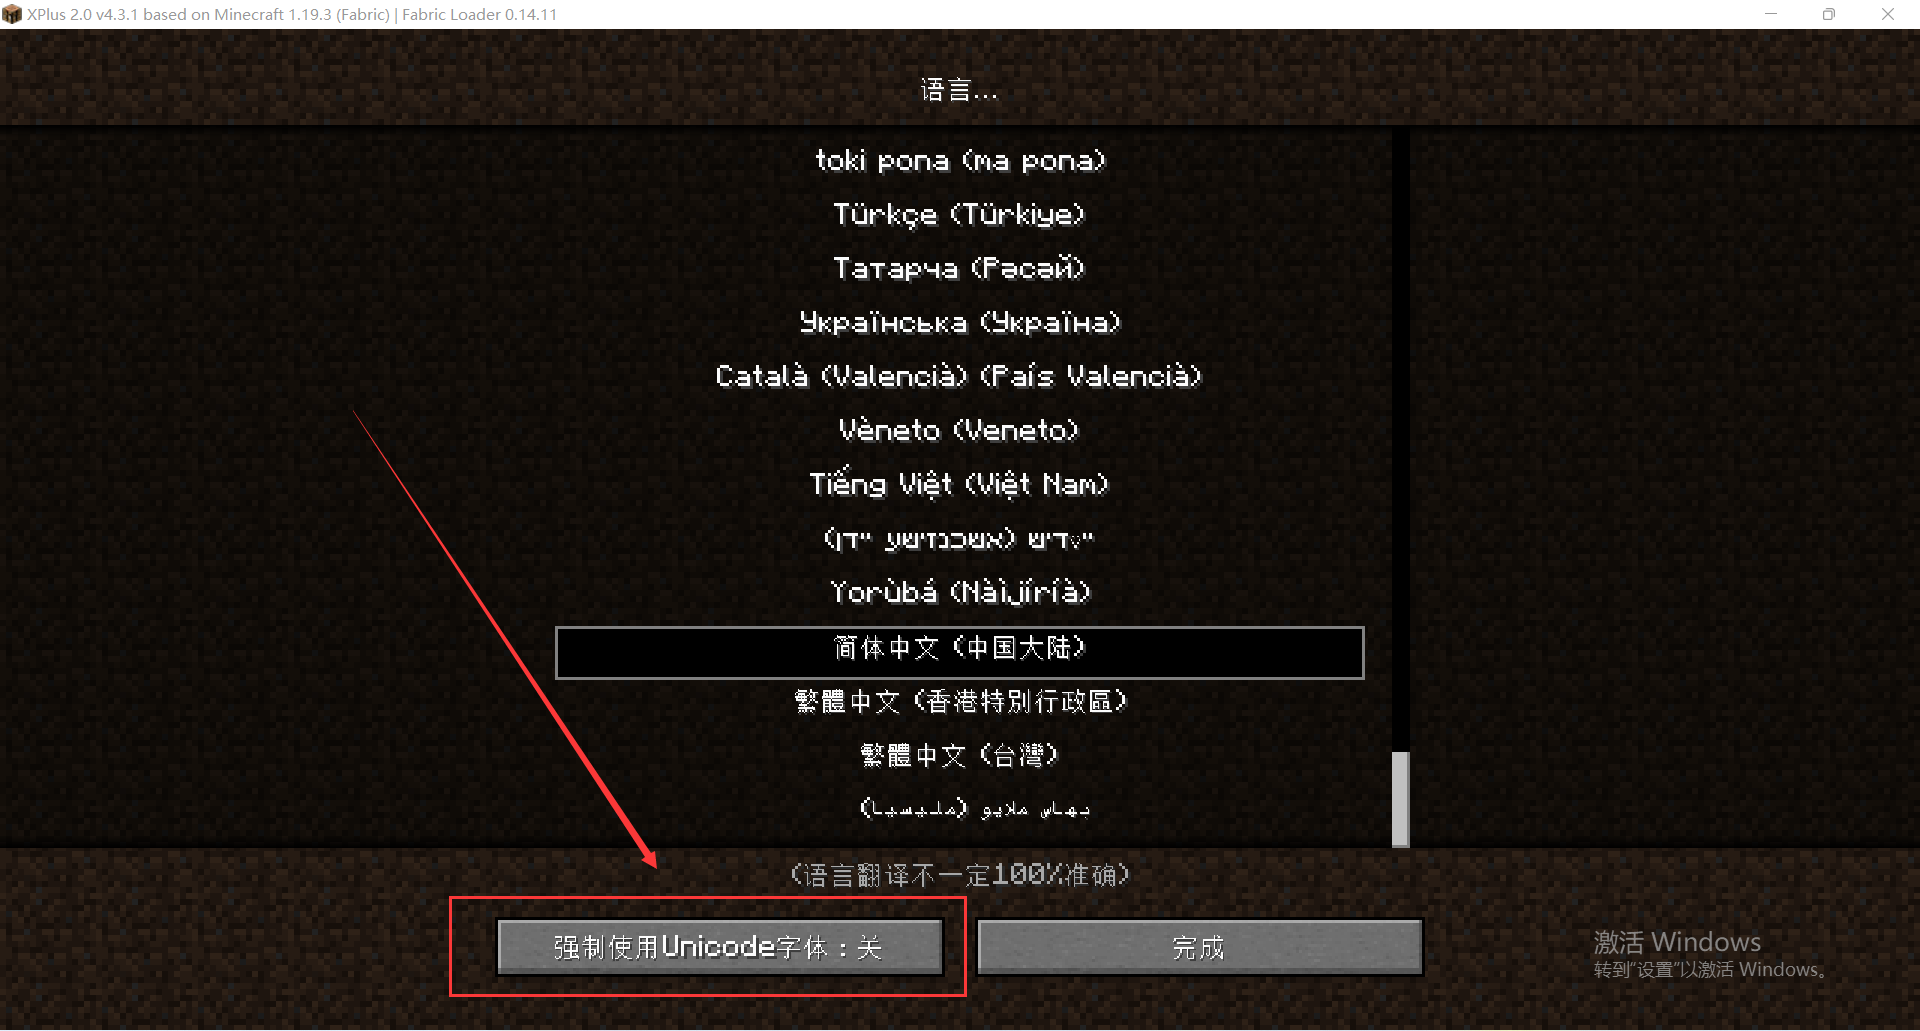 XPlus 2.0 v4.3.1 based on Minecraft 1.19.3 (Fabric) | Fabric Loader 0.14.11
语言...
toki pona (ma pona)
Türkçe (Türkiye)
Татарча (Рәсәй)
Українська (Україна)
Català (Valencià) (País Valencià)
Vèneto (Veneto)
Tiếng Việt (Việt Nam)
ייִדיש (אשכנזישע יידן)
Yorùbá (Nàìjíríà)
简体中文 (中国大陆)
繁體中文 (香港特別行政區)
繁體中文 (台灣)
بهاس ملايو (مليسيا)
(语言翻译不一定100%准确)
强制使用Unicode字体：关
完成
激活 Windows
转到"设置"以激活 Windows。